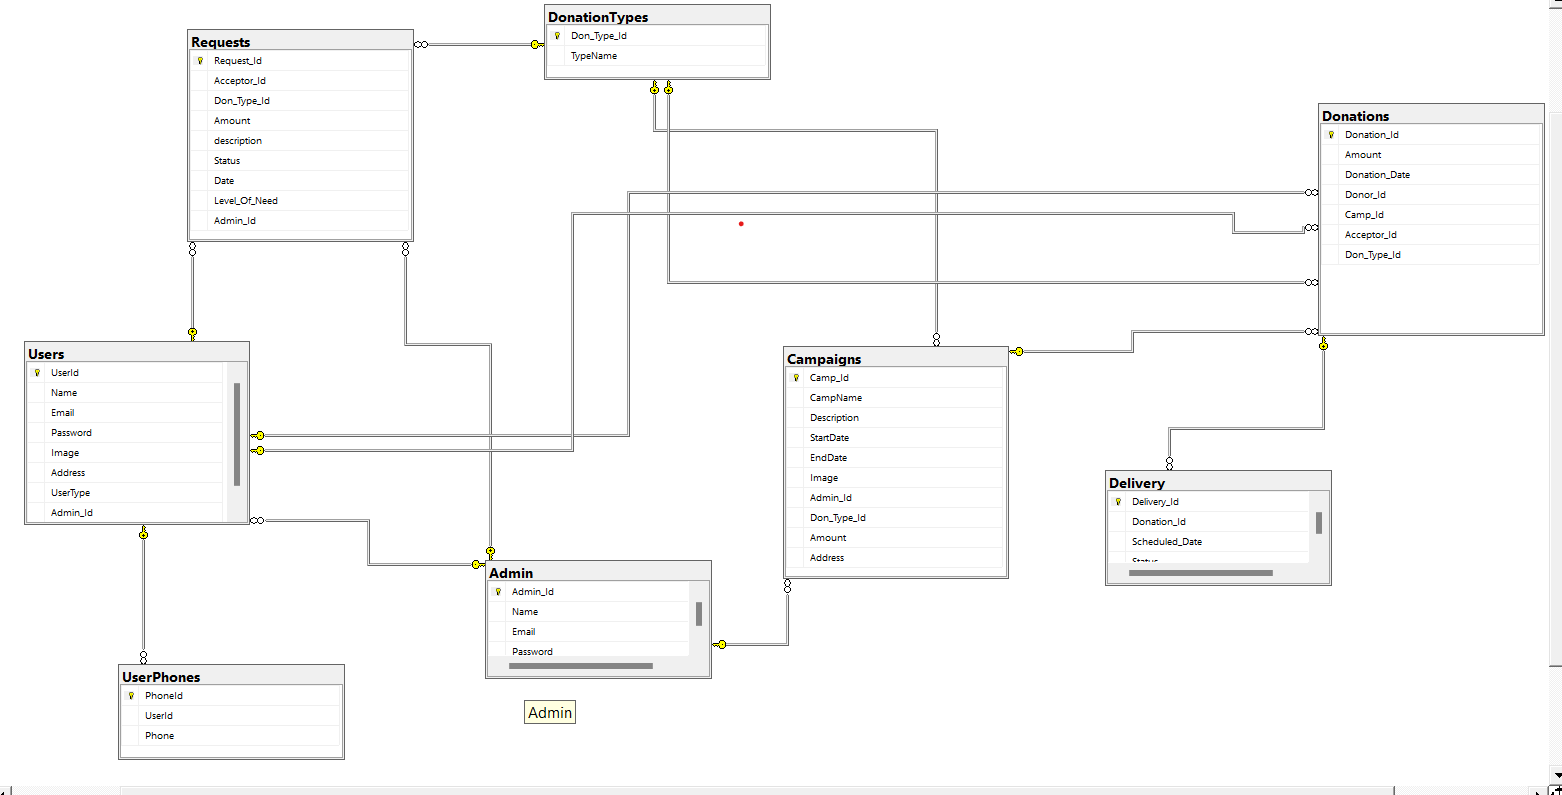 DonationTypes
Don_Type_Id
TypeName
Requests
Request_Id
Acceptor_Id
Don_Type_Id
Amount
description
Status
Date
Level_Of_Need
Admin_Id
Donations
Donation_Id
Amount
Donation_Date
Donor_Id
Camp_Id
Acceptor_Id
Don_Type_Id
Users
UserId
Name
Email
Password
Image
Address
UserType
Admin_Id
Campaigns
Camp_Id
CampName
Description
StartDate
EndDate
Image
Admin_Id
Don_Type_Id
Amount
Address
Delivery
Delivery_Id
Donation_Id
Scheduled_Date
Status
Admin
Admin_Id
Name
Email
Password
UserPhones
PhoneId
UserId
Phone
Admin